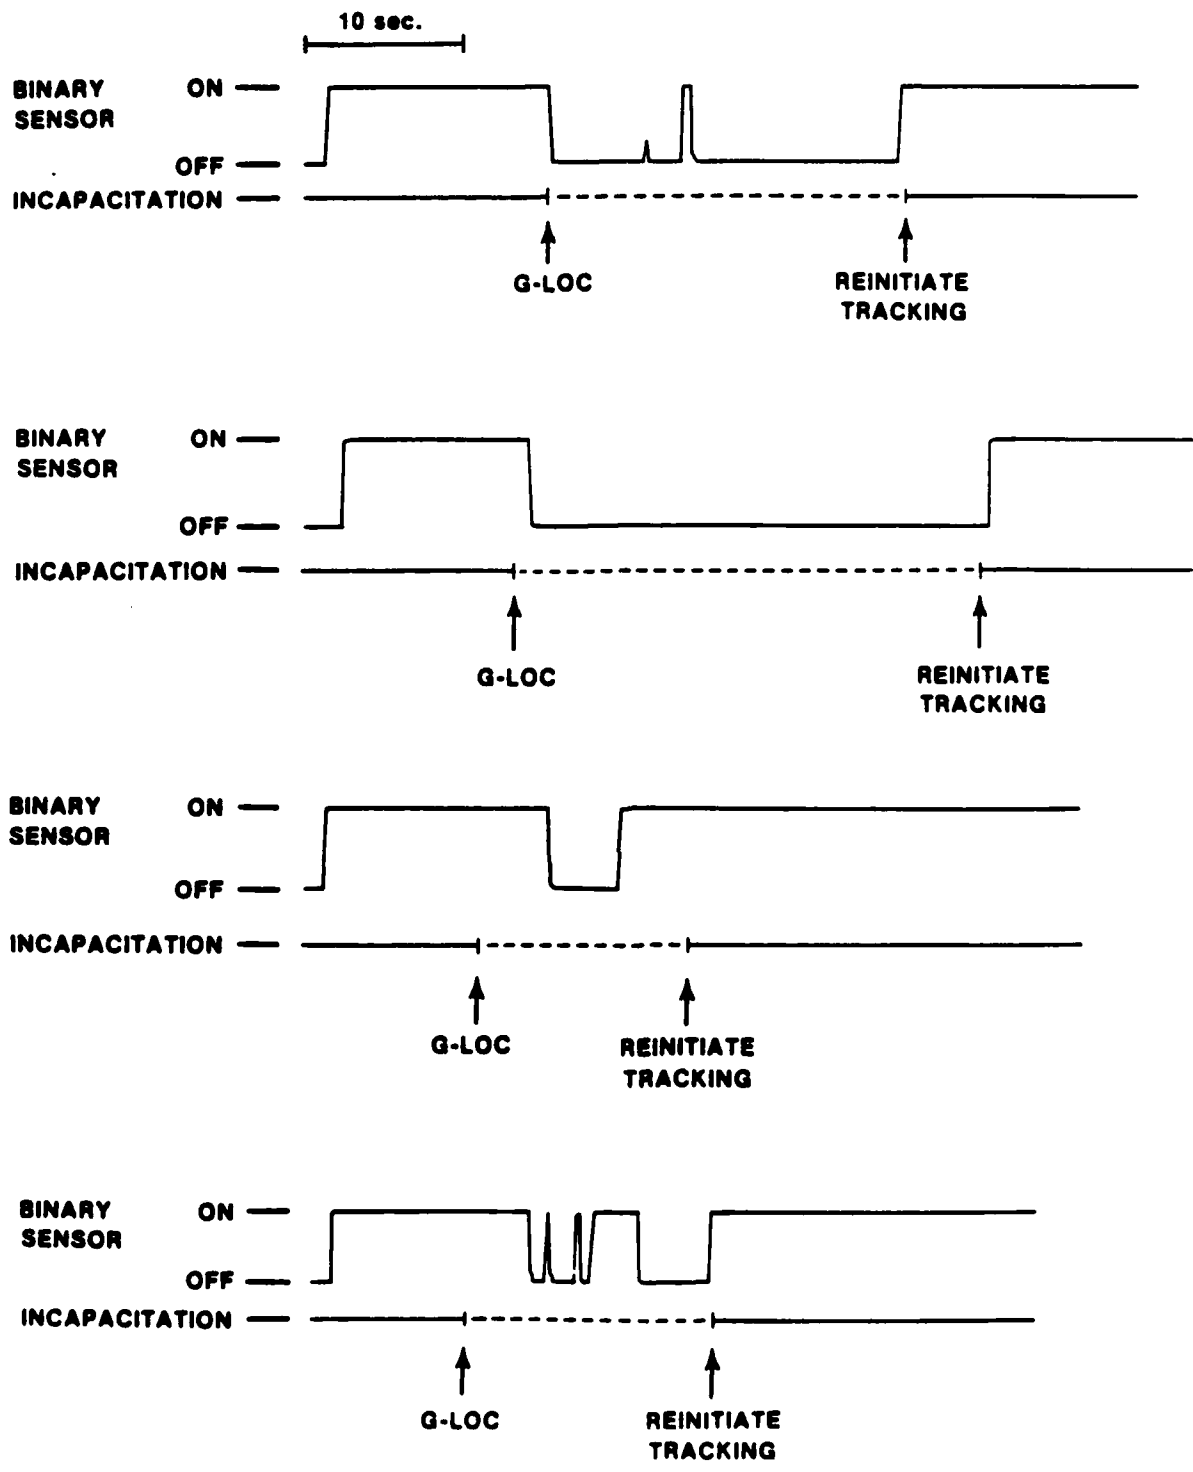 10 sec.
BINARY ON
SENSOR
OFF
INCAPACITATION
G-LOC REINITIATE
TRACKING
BINARY ON
SENSOR
OFF
INCAPACITATION
G-LOC REINITIATE
TRACKING
BINARY ON
SENSOR
OFF
INCAPACITATION
G-LOC REINITIATE
TRACKING
BINARY ON
SENSOR
OFF
INCAPACITATION
G-LOC REINITIATE
TRACKING